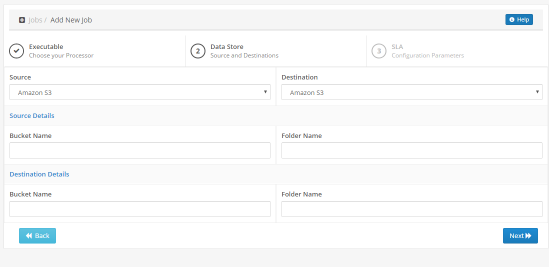 Jobs / Add New Job
Help
Executable
Choose your Processor
2
Data Store
Source and Destinations
3
SLA
Configuration Parameters
Source
Destination
Amazon S3
Amazon S3
Source Details
Bucket Name
Folder Name
Destination Details
Bucket Name
Folder Name
Back
Next